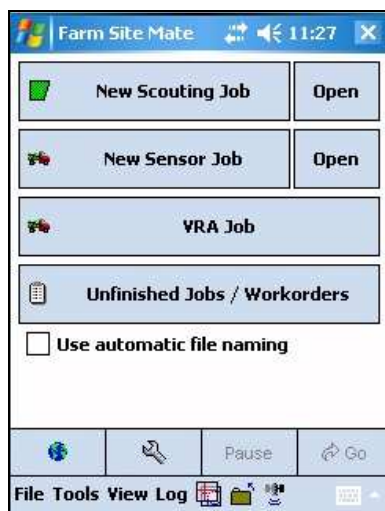 Farm Site Mate 11:27
New Scouting Job Open
New Sensor Job Open
VRA Job
Unfinished Jobs / Workorders
Use automatic file naming
Pause Go
File Tools View Log